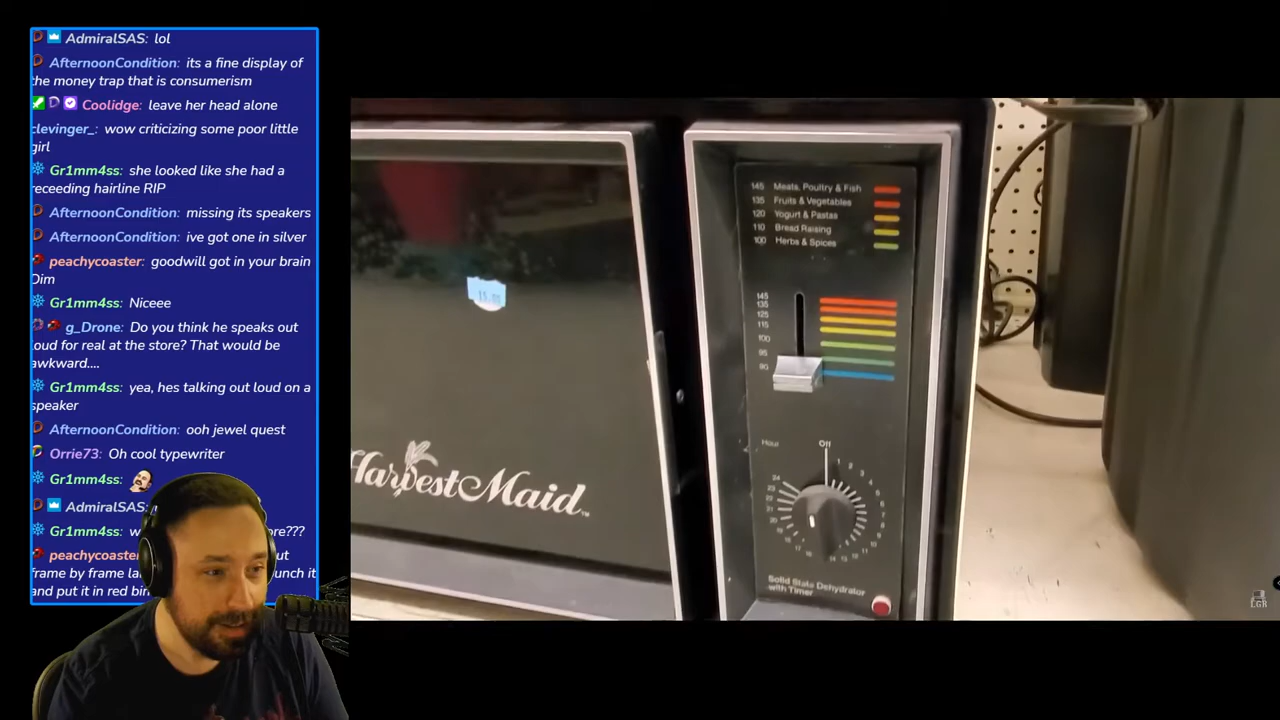 AdmiralSAS: lol
AfternoonCondition: its a fine display of
the money trap that is consumerism
Coolidge: leave her head alone
clevinger_: wow criticizing some poor little
girl
Gr1mm4ss: she looked like she had a
receeding hairline RIP
AfternoonCondition: missing its speakers
AfternoonCondition: ive got one in silver
peachycoaster: goodwill got in your brain
Dim
Gr1mm4ss: Niceee
g_Drone: Do you think he speaks out
loud for real at the store? That would be
awkward....
Gr1mm4ss: yea, hes talking out loud on a
speaker
AfternoonCondition: ooh jewel quest
Orrie73: Oh cool typewriter
Gr1mm4ss:
AdmiralSAS:
Gr1mm4ss:
peachycoaster
frame by frame
and put it in red bin
145 Meats, Poultry & Fish
135 Fruits & Vegetables
120 Yogurt & Pastas
110 Bread Raising
100 Herbs & Spices
145
135
125
115
100
95
90
HarvestMaid
Hour
Off
Solid State Dehydrator
with Timer
LGR